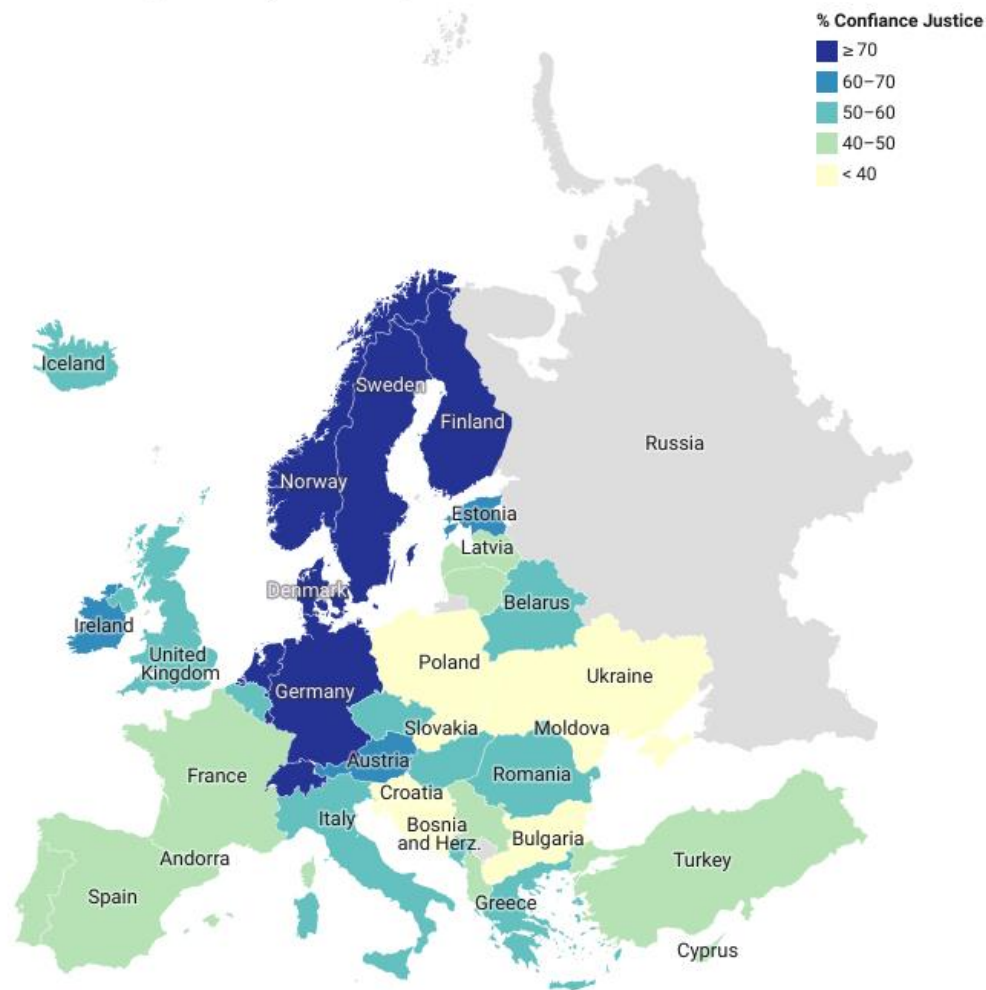 % Confiance Justice
≥ 70
60–70
50–60
40–50
< 40
Iceland
Sweden
Finland
Norway
Russia
Estonia
Latvia
Denmark
Belarus
Ireland
United
Kingdom
Poland
Ukraine
Germany
Slovakia
Moldova
Austria
France
Romania
Croatia
Italy
Bosnia
and Herz.
Bulgaria
Andorra
Turkey
Spain
Greece
Cyprus